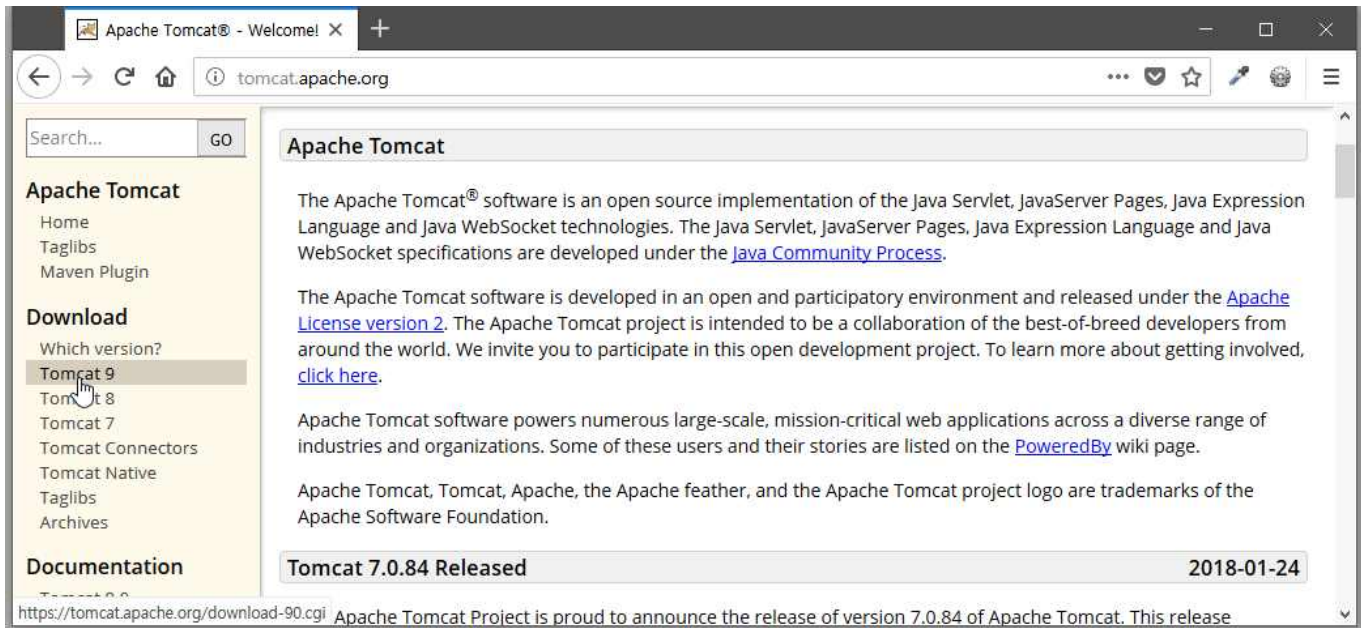 Apache Tomcat® - Welcome!
tomcat.apache.org
Search...
GO
Apache Tomcat
Home
Taglibs
Maven Plugin
Download
Which version?
Tomcat 9
Tomcat 8
Tomcat 7
Tomcat Connectors
Tomcat Native
Taglibs
Archives
Documentation
https://tomcat.apache.org/download-90.cgi
Apache Tomcat
The Apache Tomcat® software is an open source implementation of the Java Servlet, JavaServer Pages, Java Expression
Language and Java WebSocket technologies. The Java Servlet, JavaServer Pages, Java Expression Language and Java
WebSocket specifications are developed under the Java Community Process.
The Apache Tomcat software is developed in an open and participatory environment and released under the Apache
License version 2. The Apache Tomcat project is intended to be a collaboration of the best-of-breed developers from
around the world. We invite you to participate in this open development project. To learn more about getting involved,
click here.
Apache Tomcat software powers numerous large-scale, mission-critical web applications across a diverse range of
industries and organizations. Some of these users and their stories are listed on the PoweredBy wiki page.
Apache Tomcat, Tomcat, Apache, the Apache feather, and the Apache Tomcat project logo are trademarks of the
Apache Software Foundation.
Tomcat 7.0.84 Released 2018-01-24
Apache Tomcat Project is proud to announce the release of version 7.0.84 of Apache Tomcat. This release